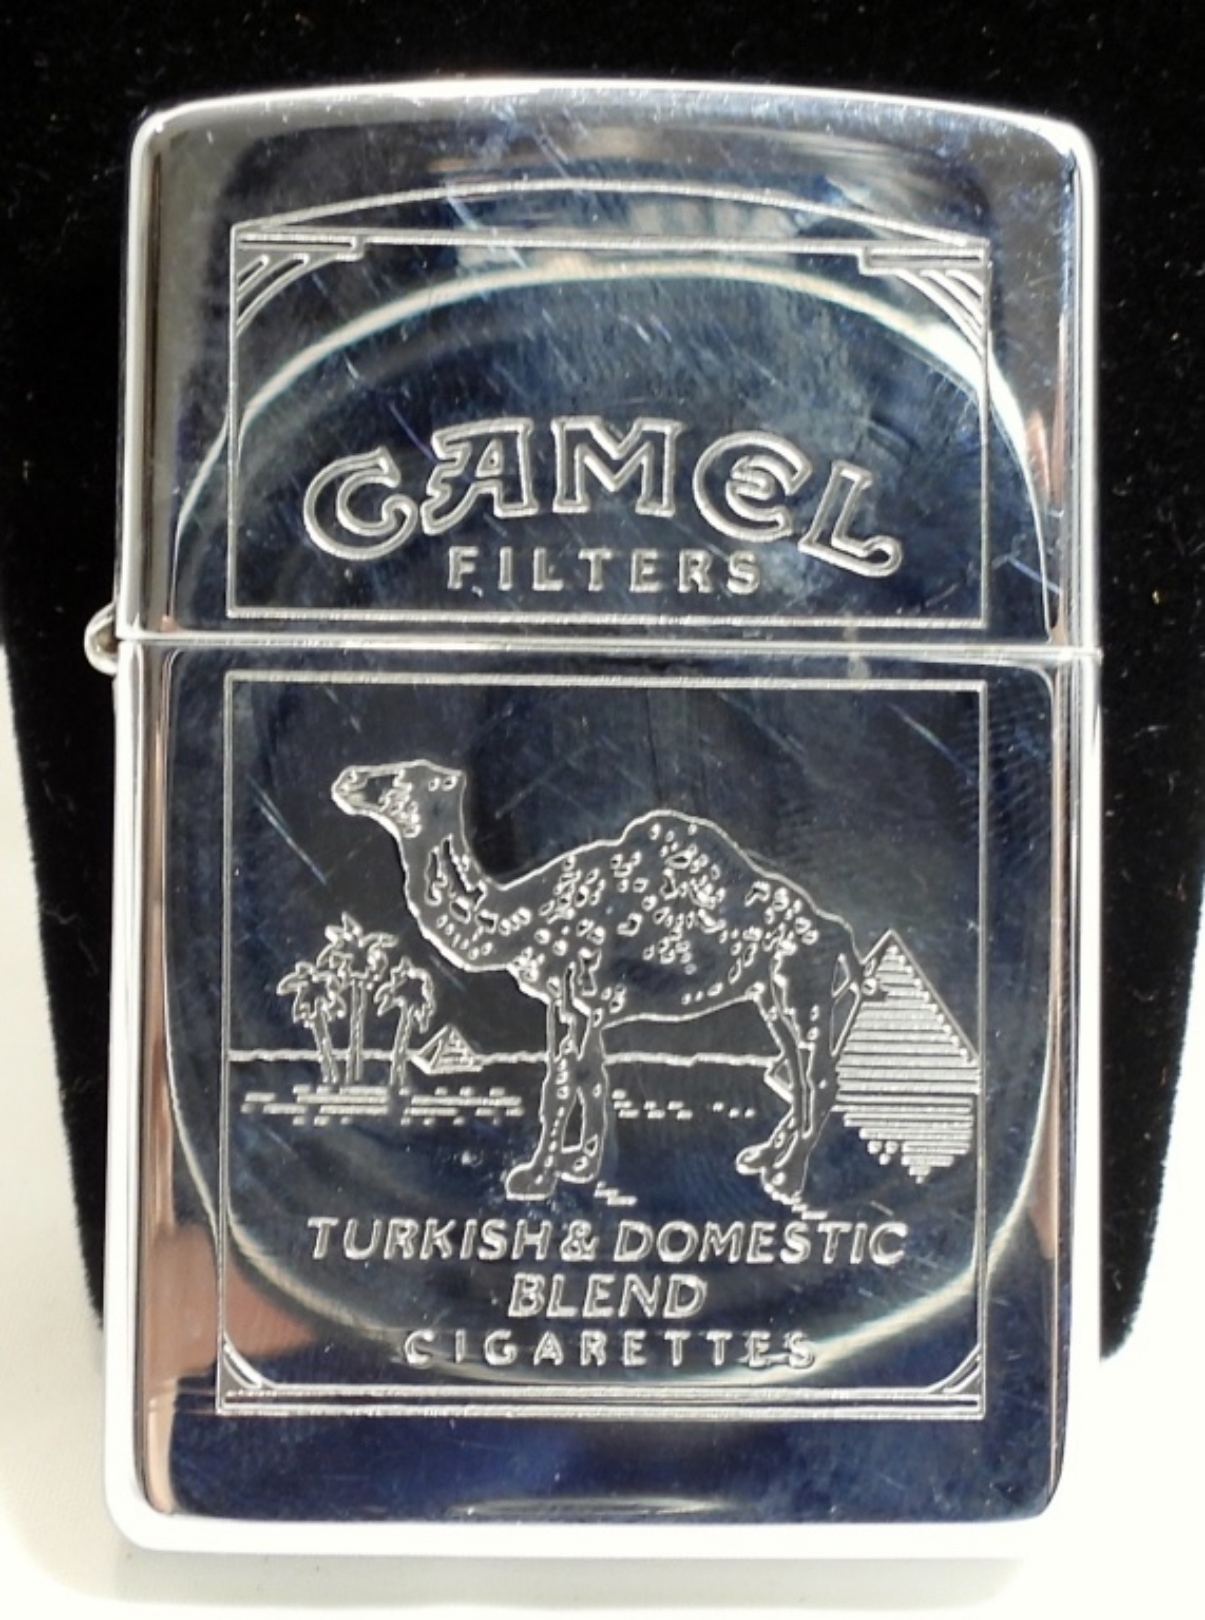 CAMEL
FILTERS
TURKISH & DOMESTIC
BLEND
CIGARETTES